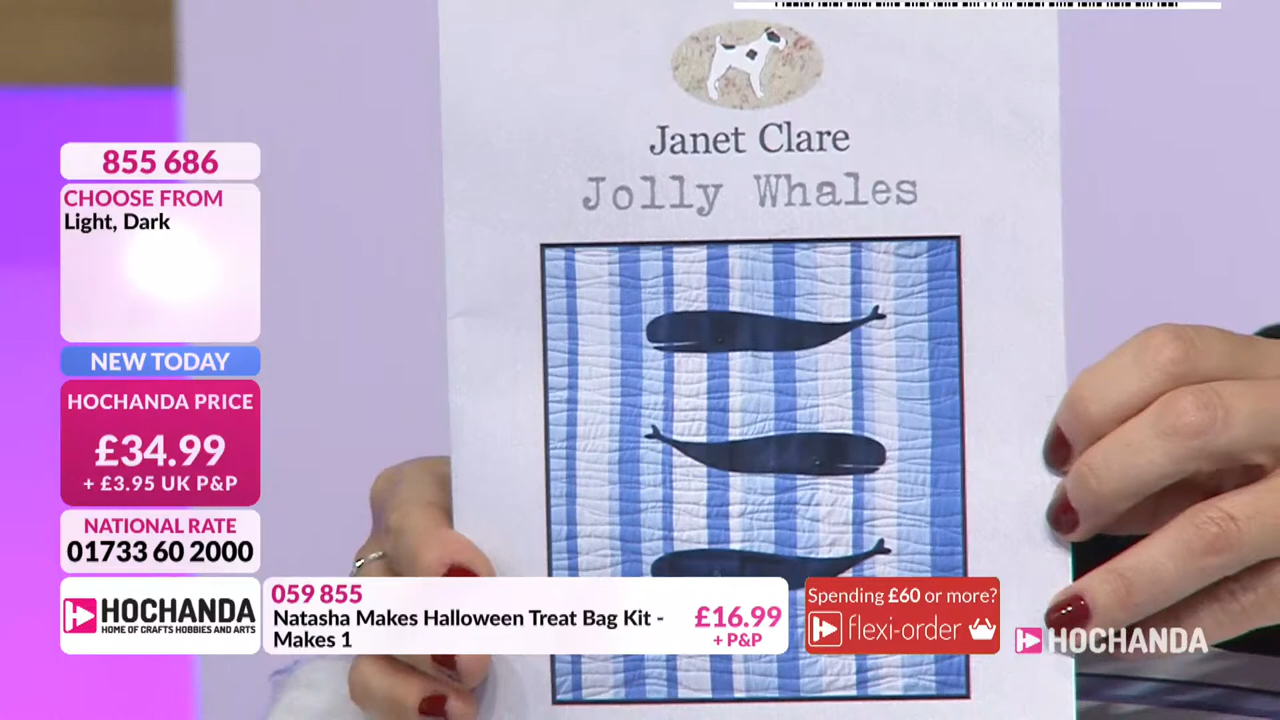 Janet Clare
Jolly Whales
855 686
CHOOSE FROM
Light, Dark
NEW TODAY
HOCHANDA PRICE
£34.99
+ £3.95 UK P&P
NATIONAL RATE
01733 60 2000
HOCHANDA
HOME OF CRAFTS HOBBIES AND ARTS
059 855
Natasha Makes Halloween Treat Bag Kit -
Makes 1
£16.99
+ P&P
Spending £60 or more?
flexi-order
HOCHANDA